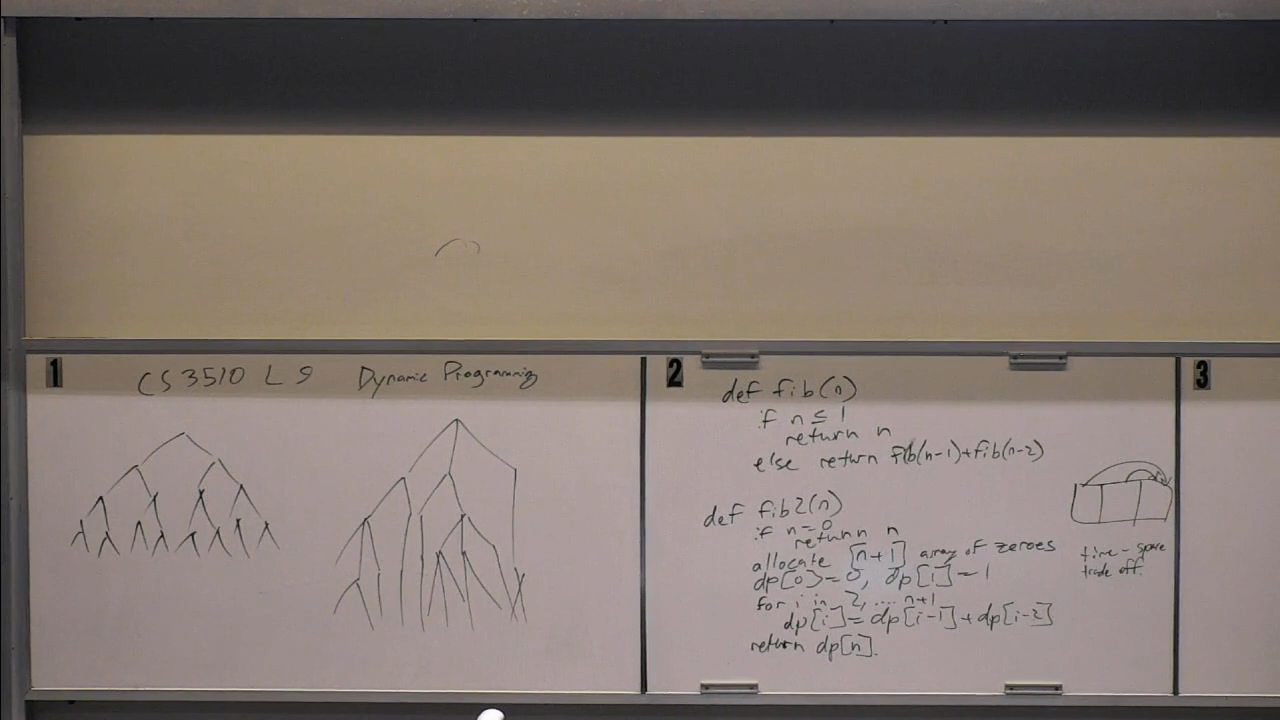 1
CS 3510 L 9 Dynamic Programming
2
def fib(n)
if n ≤ 1
return n
else return fib(n-1)+fib(n-2)
def fib2(n)
if n=0
return n
allocate [n+1] array of zeroes
dp[0]=0, dp[1]=1
for i in 2,.... n+1
dp[i]=dp[i-1]+dp[i-2]
return dp[n].
time-space
trade off.
3